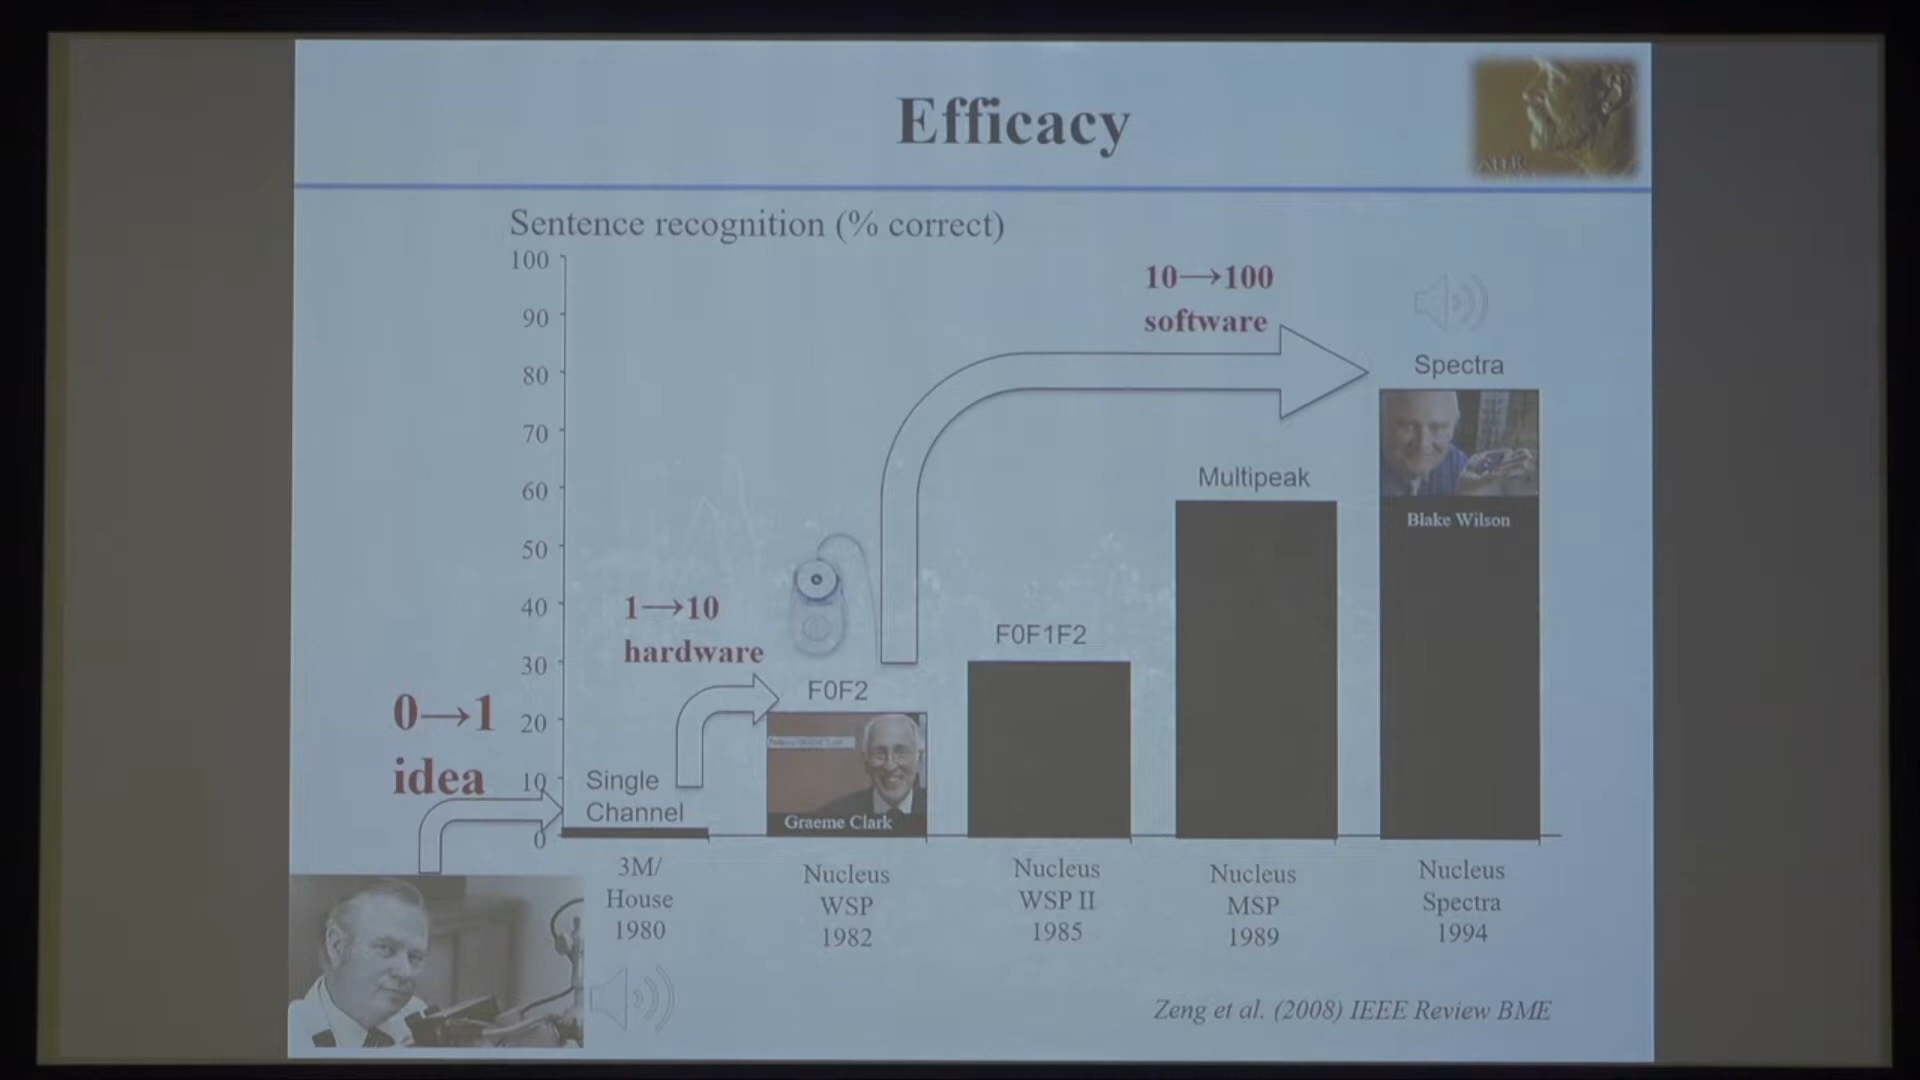 Efficacy
Sentence recognition (% correct)
100
90
80
70
60
50
40
30
20
10
0
0→1
idea
1→10
hardware
10→100
software
Single
Channel
F0F2
Graeme Clark
F0F1F2
Multipeak
Spectra
Blake Wilson
3M/
House
1980
Nucleus
WSP
1982
Nucleus
WSP II
1985
Nucleus
MSP
1989
Nucleus
Spectra
1994
Zeng et al. (2008) IEEE Review BME